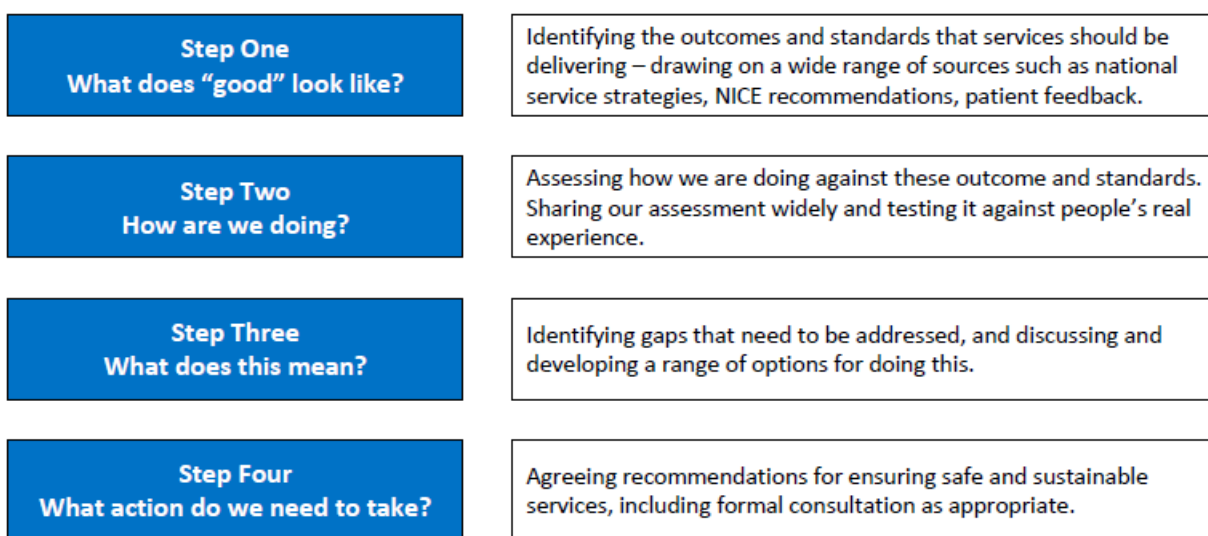 Step One
What does “good” look like?
Identifying the outcomes and standards that services should be
delivering – drawing on a wide range of sources such as national
service strategies, NICE recommendations, patient feedback.
Step Two
How are we doing?
Assessing how we are doing against these outcome and standards.
Sharing our assessment widely and testing it against people’s real
experience.
Step Three
What does this mean?
Identifying gaps that need to be addressed, and discussing and
developing a range of options for doing this.
Step Four
What action do we need to take?
Agreeing recommendations for ensuring safe and sustainable
services, including formal consultation as appropriate.